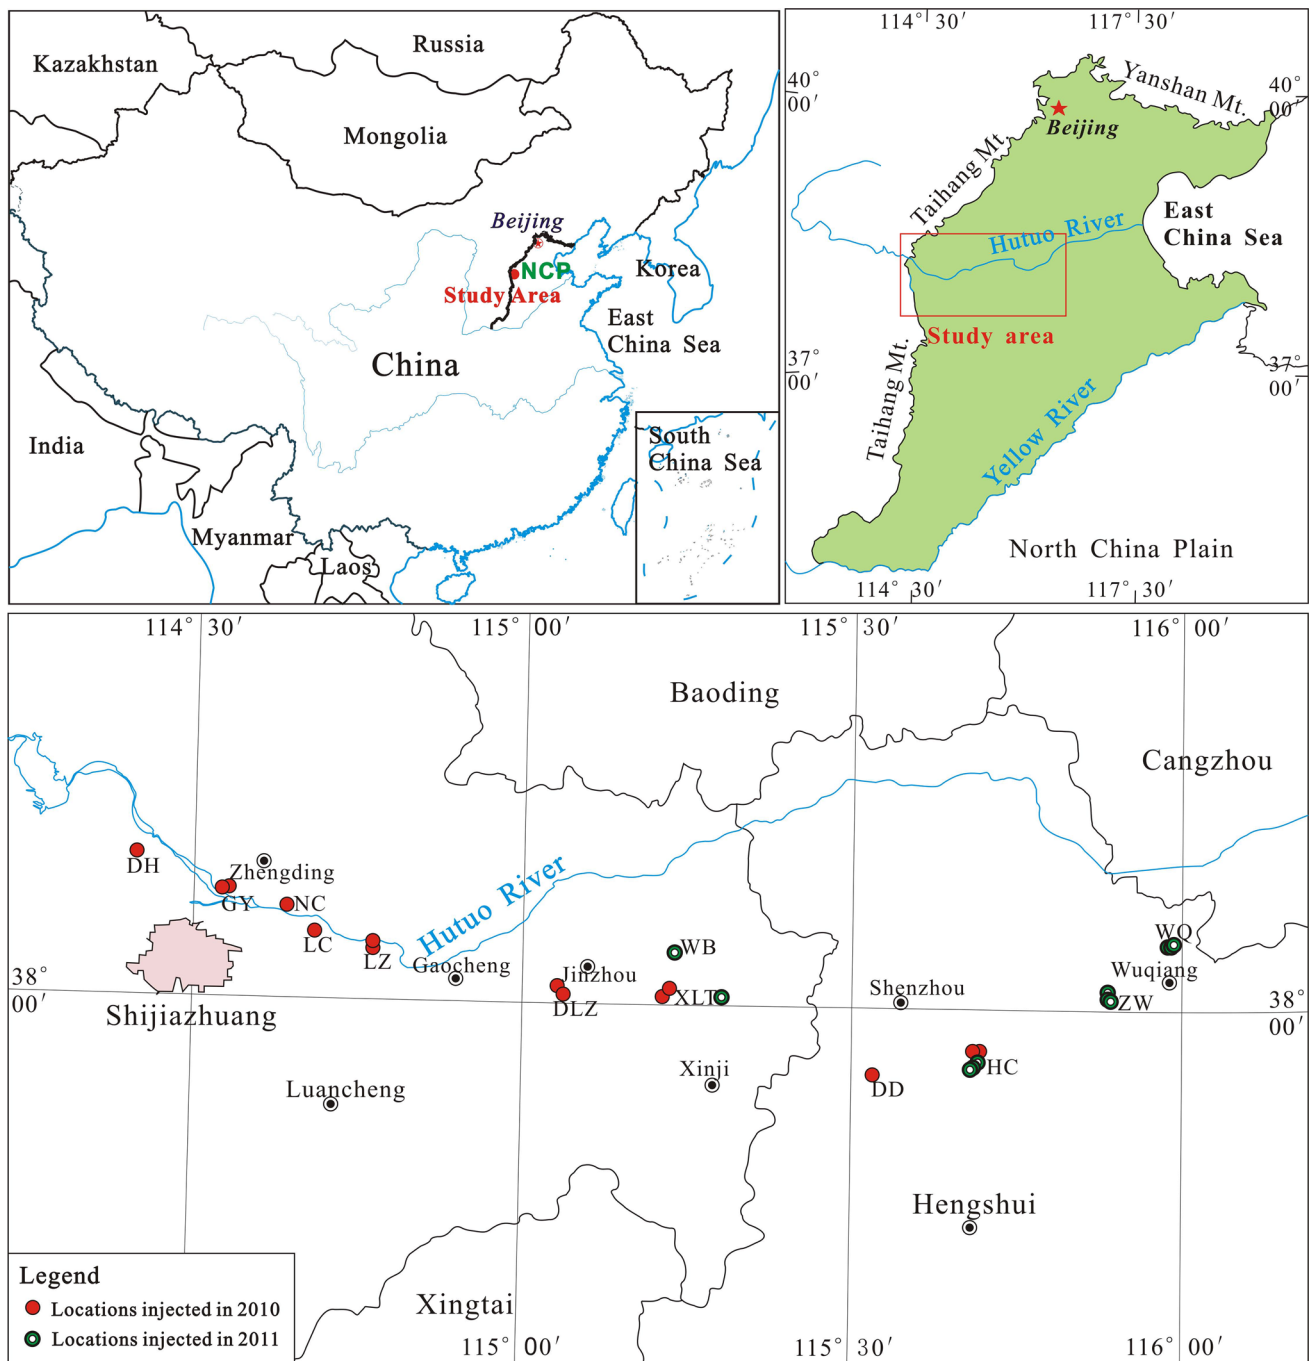 Kazakhstan
Russia
Mongolia
Beijing
NCP
Study Area
Korea
East
China Sea
China
India
Myanmar
Laos
South
China Sea
114°30′
117°30′
40°
00′
40°
00′
Yanshan Mt.
Beijing
Taihang Mt.
East
China Sea
Hutuo River
Study area
37°
00′
37°
00′
Taihang Mt.
Yellow River
North China Plain
114°30′
117°30′
114°30′
115°00′
115°30′
116°00′
Baoding
Cangzhou
DH
Zhengding
GY
NC
LC
LZ
Hutuo River
Gaocheng
Jinzhou
DLZ
WB
XLT
WQ
Wuqiang
ZW
Shenzhou
38°
00′
38°
00′
Shijiazhuang
Luancheng
Xinji
DD
HC
Hengshui
Xingtai
Legend
Locations injected in 2010
Locations injected in 2011
115°00′
115°30′
116°00′